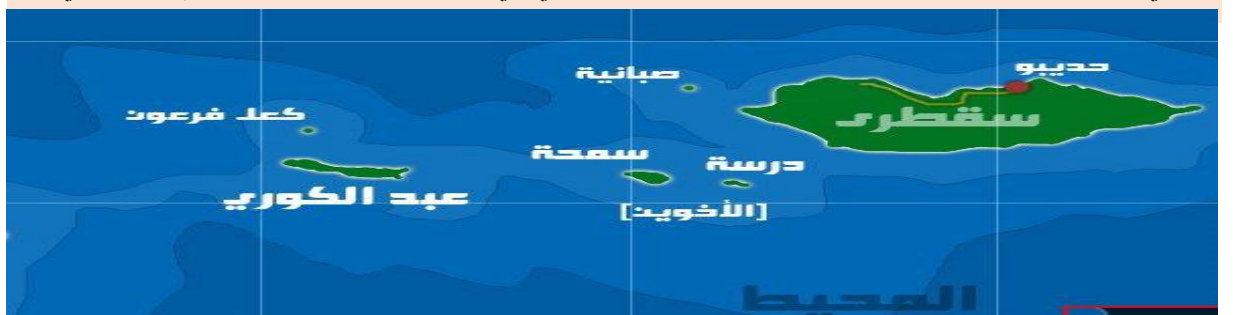 حديبو
صبانية
سقطرى
كعل فرعون
سمحة
درسة
عبد الكوري
[الأخوين]
المحيط